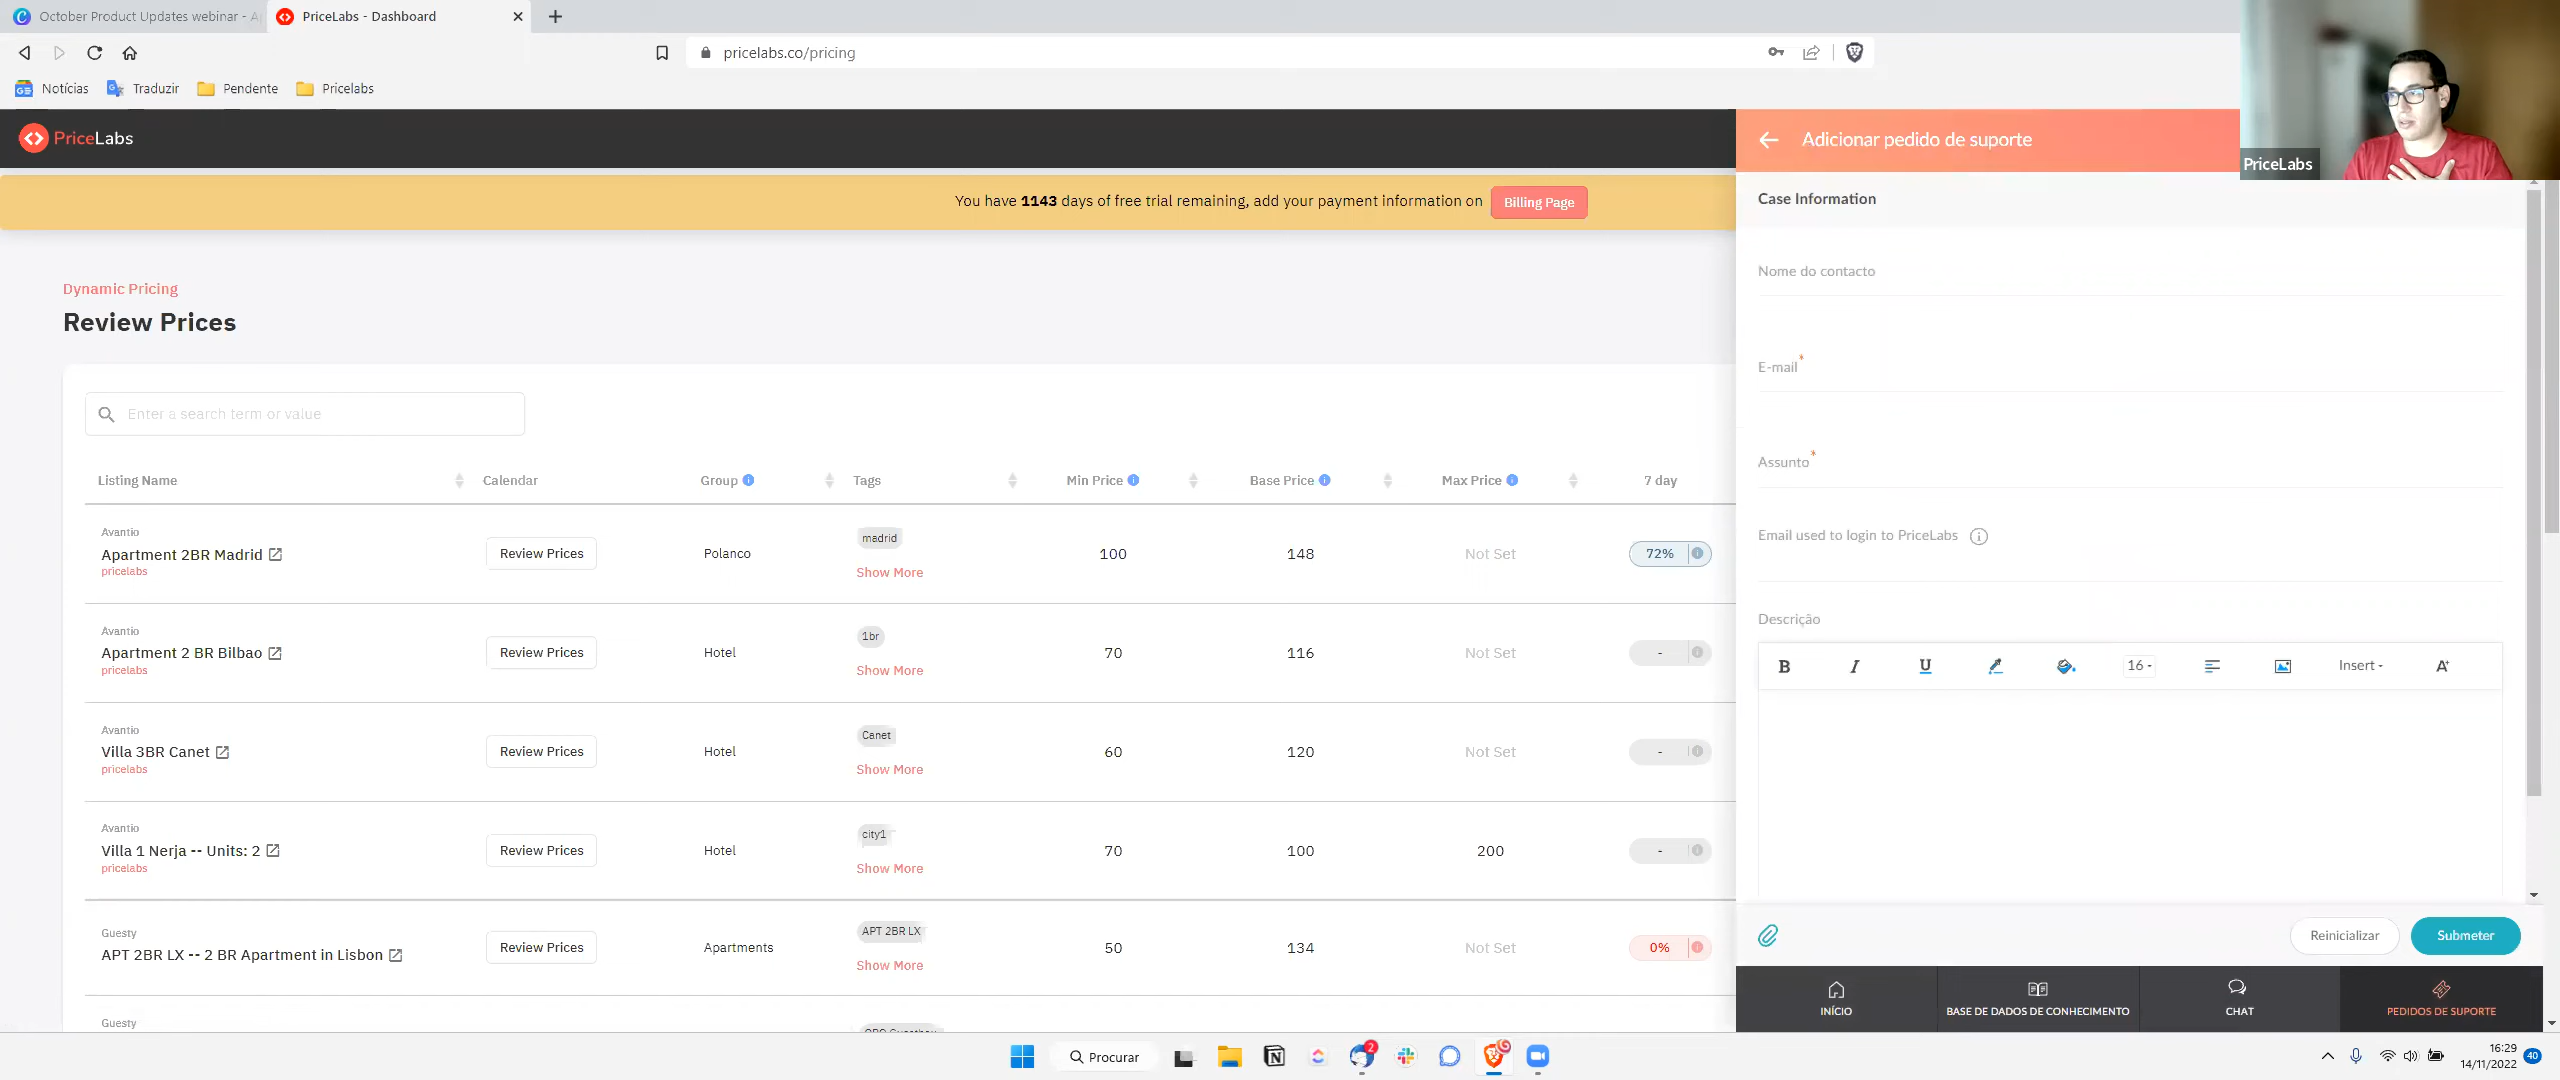 October Product Updates webinar - A
PriceLabs - Dashboard
pricelabs.co/pricing
Notícias
Traduzir
Pendente
Pricelabs
PriceLabs
You have 1143 days of free trial remaining, add your payment information on
Billing Page
Dynamic Pricing
Review Prices
Enter a search term or value
Listing Name
Calendar
Group
Tags
Min Price
Base Price
Max Price
7 day
Avantio
Apartment 2BR Madrid
pricelabs
Review Prices
Polanco
madrid
Show More
100
148
Not Set
72%
Avantio
Apartment 2 BR Bilbao
pricelabs
Review Prices
Hotel
1br
Show More
70
116
Not Set
-
Avantio
Villa 3BR Canet
pricelabs
Review Prices
Hotel
Canet
Show More
60
120
Not Set
-
Avantio
Villa 1 Nerja -- Units: 2
pricelabs
Review Prices
Hotel
city1
Show More
70
100
200
-
Guesty
APT 2BR LX -- 2 BR Apartment in Lisbon
Review Prices
Apartments
APT 2BR LX
Show More
50
134
Not Set
0%
Guesty
Adicionar pedido de suporte
PriceLabs
Case Information
Nome do contacto
E-mail*
Assunto*
Email used to login to PriceLabs
Descrição
B I U 16 Insert A+
Reinicializar
Submeter
INÍCIO
BASE DE DADOS DE CONHECIMENTO
CHAT
PEDIDOS DE SUPORTE
Procurar
2
16:29
14/11/2022
40